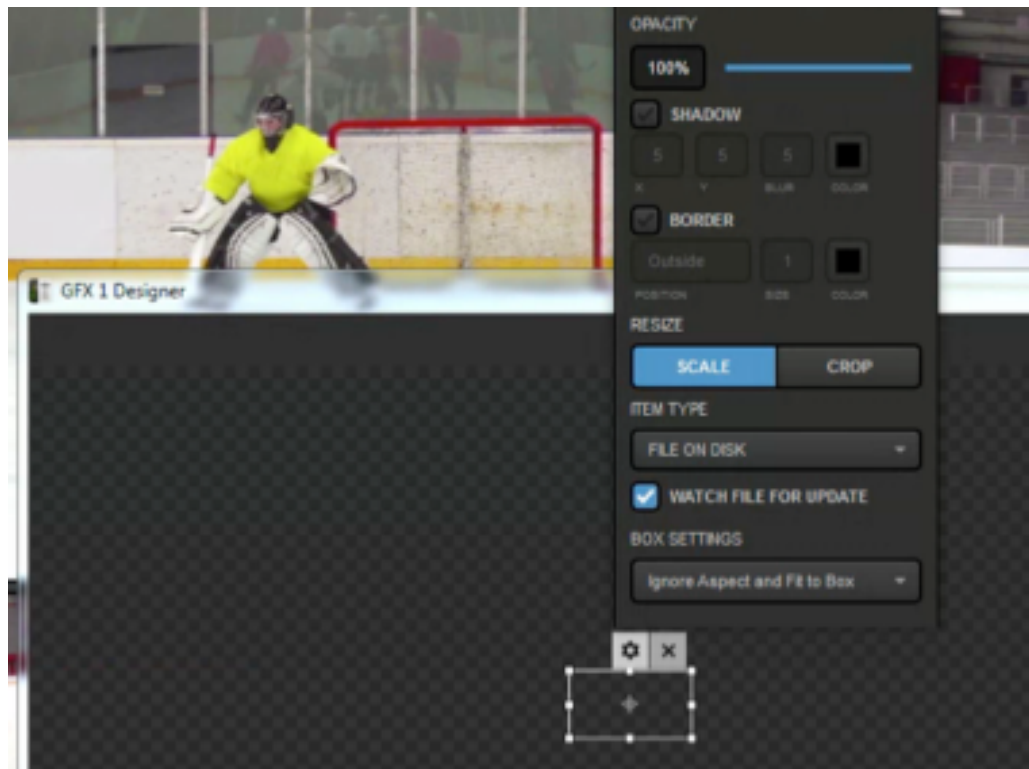 OPACITY
100%
SHADOW
5 5 5
X Y BLUR COLOR
BORDER
Outside 1
POSITION SIZE COLOR
GFX 1 Designer
RESIZE
SCALE CROP
ITEM TYPE
FILE ON DISK
WATCH FILE FOR UPDATE
BOX SETTINGS
Ignore Aspect and Fit to Box